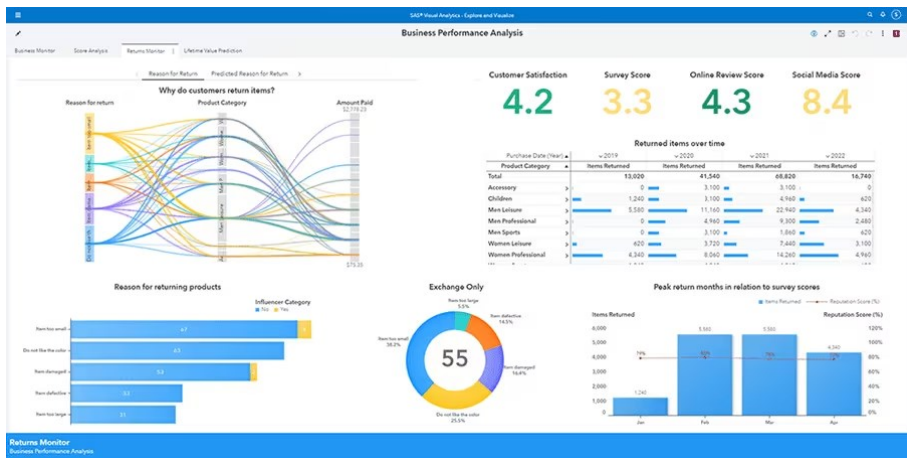 SAS® Visual Analytics - Explore and Visualize
S
Business Performance Analysis
Business Monitor
Score Analysis
Returns Monitor
Lifetime Value Prediction
Reason for Return
Predicted Reason for Return
Why do customers return items?
Reason for return
Product Category
Amount Paid
Customer Satisfaction
Survey Score
Online Review Score
Social Media Score
4.2
3.3
4.3
8.4
Returned items over time
Purchase Date (Year) 2019 2020 2021 2022
Product Category Items Returned Items Returned Items Returned Items Returned
Total 13,020 41,540 68,820 16,740
Accessory 0 3,100 3,100 0
Children 1,240 3,100 4,960 620
Men Leisure 5,580 11,160 22,940 4,340
Men Professional 0 4,960 9,300 2,480
Men Sports 0 3,100 1,860 620
Women Leisure 620 3,720 7,440 3,100
Women Professional 4,340 8,060 14,260 4,960
Reason for returning products
Influencer Category
No
Yes
Item too small
Do not like the color
Item damaged
Item defective
Item too large
67
63
53
Exchange Only
Item too large
5.5%
Item defective
14.5%
Item damaged
16.4%
Do not like the color
25.5%
Item too small
38.2%
55
Peak return months in relation to survey scores
Items Returned
Reputation Score (%)
Items Returned
Reputation Score (%)
6,000
5,000
4,000
3,000
2,000
1,000
0
120%
100%
80%
60%
40%
20%
0%
1,240
5,580
5,580
4,340
Jan
Feb
Mar
Apr
Returns Monitor
Business Performance Analysis